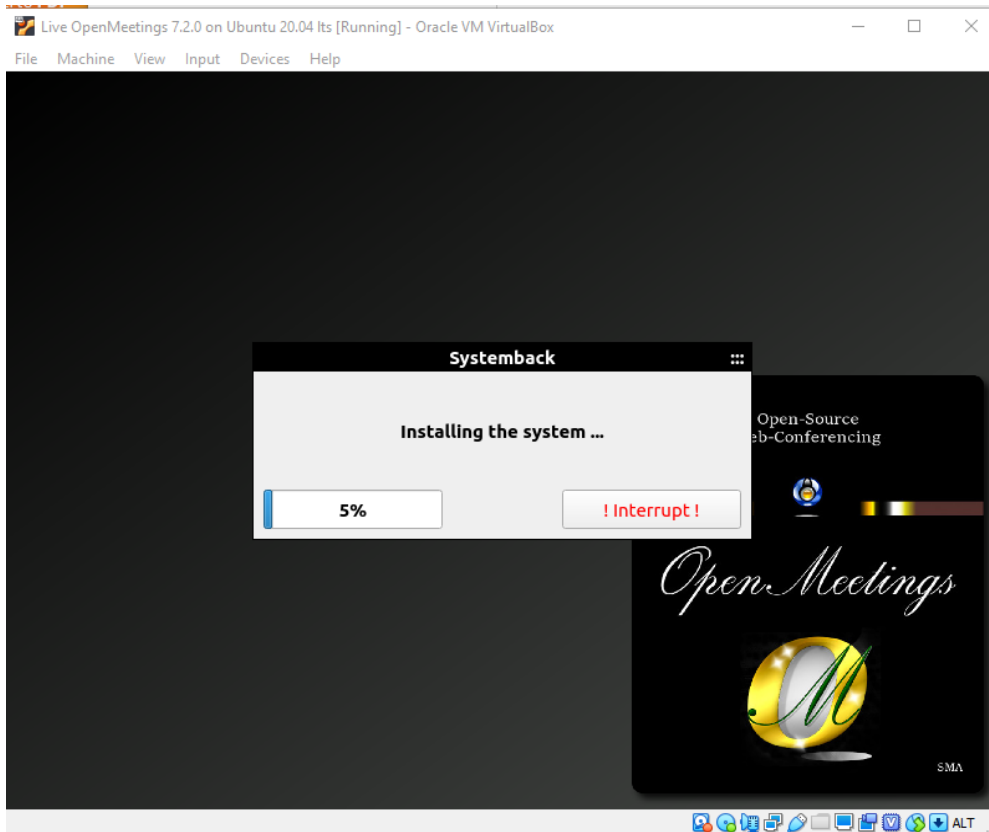 Live OpenMeetings 7.2.0 on Ubuntu 20.04 lts [Running] - Oracle VM VirtualBox
File Machine View Input Devices Help
Systemback
Installing the system ...
5%
! Interrupt !
Open-Source
eb-Conferencing
OpenMeetings
OM
SMA
ALT